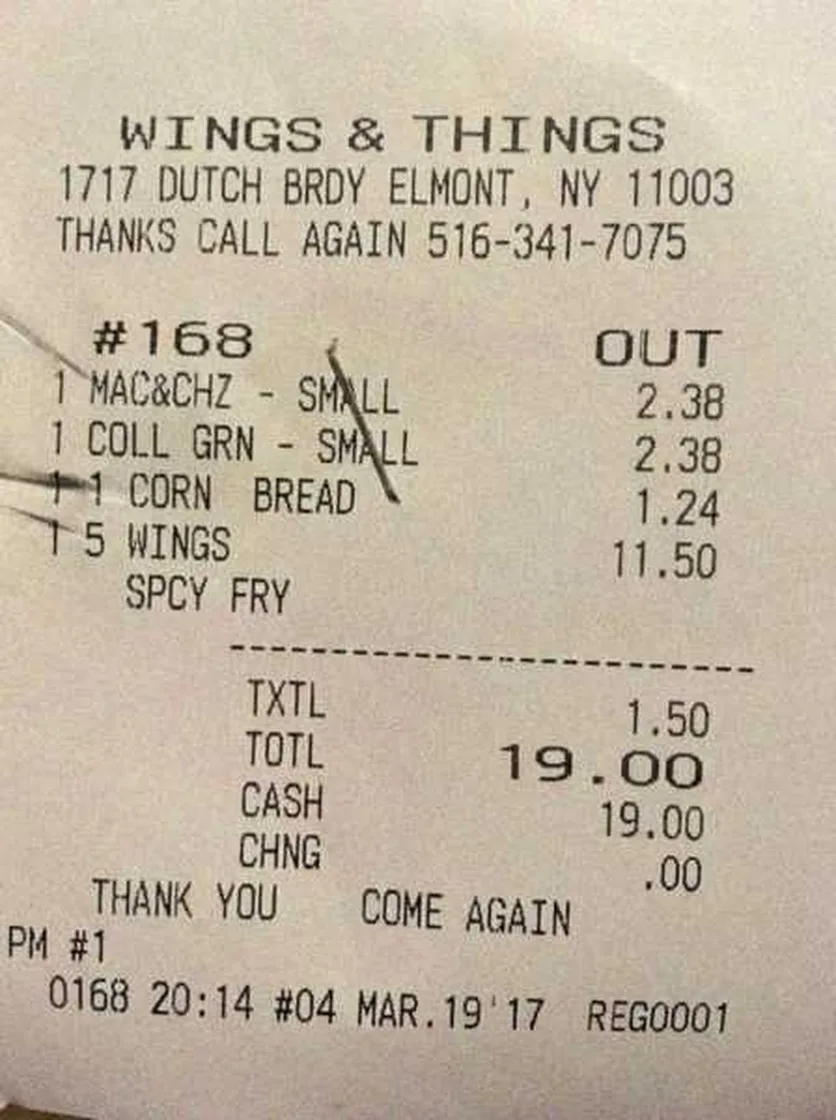 WINGS & THINGS
1717 DUTCH BRDY ELMONT, NY 11003
THANKS CALL AGAIN 516-341-7075
#168 OUT
1 MAC&CHZ - SMALL 2.38
1 COLL GRN - SMALL 2.38
1 1 CORN BREAD 1.24
1 5 WINGS 11.50
SPCY FRY
TXTL 1.50
TOTL 19.00
CASH 19.00
CHNG .00
THANK YOU COME AGAIN
PM #1
0168 20:14 #04 MAR.19'17 REG0001